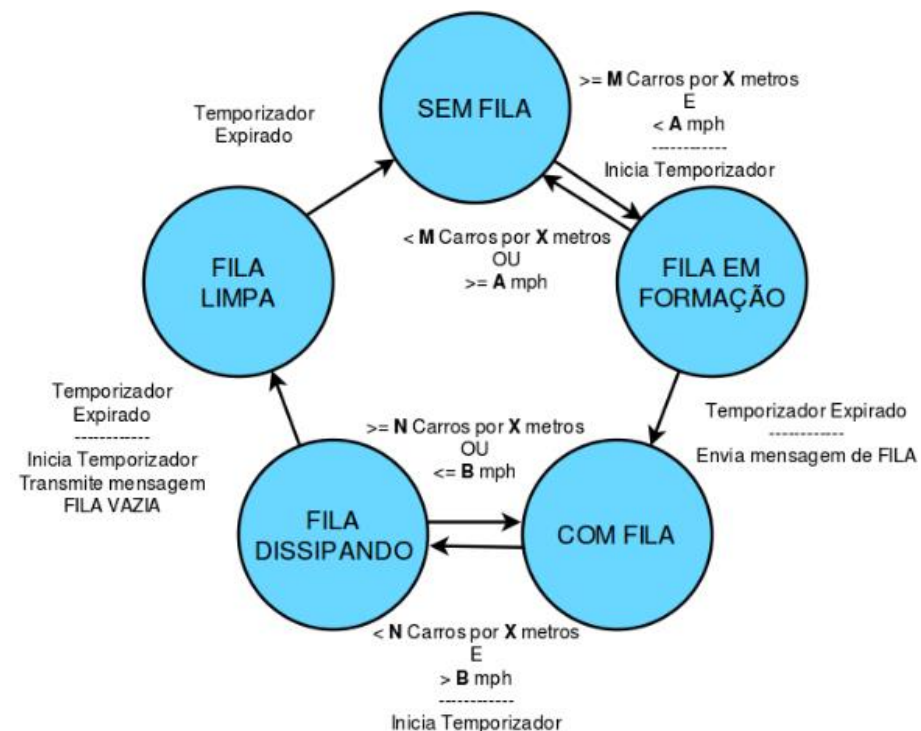 SEM FILA
>= M Carros por X metros
E
< A mph
------------
Inicia Temporizador
Temporizador
Expirado
< M Carros por X metros
OU
>= A mph
FILA
LIMPA
FILA EM
FORMAÇÃO
Temporizador
Expirado
------------
Inicia Temporizador
Transmite mensagem
FILA VAZIA
>= N Carros por X metros
OU
<= B mph
Temporizador Expirado
------------
Envia mensagem de FILA
FILA
DISSIPANDO
COM FILA
< N Carros por X metros
E
> B mph
------------
Inicia Temporizador